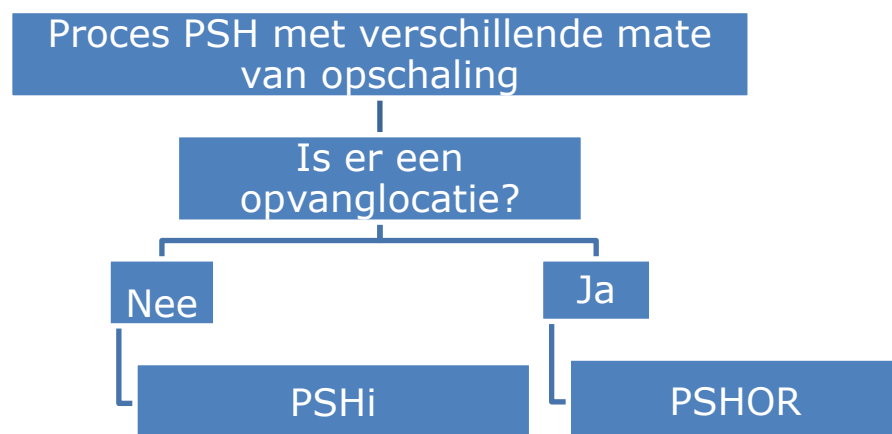 Proces PSH met verschillende mate
van opschaling
Is er een
opvanglocatie?
Nee
Ja
PSHi
PSHOR